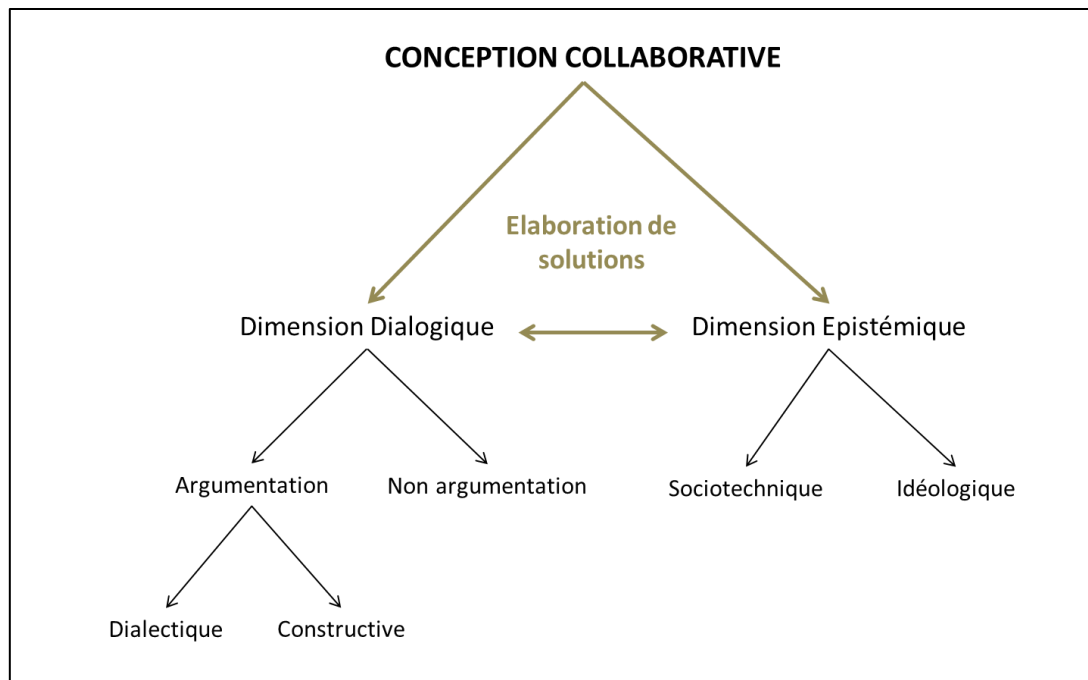 CONCEPTION COLLABORATIVE
Elaboration de
solutions
Dimension Dialogique
Dimension Epistémique
Argumentation
Non argumentation
Sociotechnique
Idéologique
Dialectique
Constructive